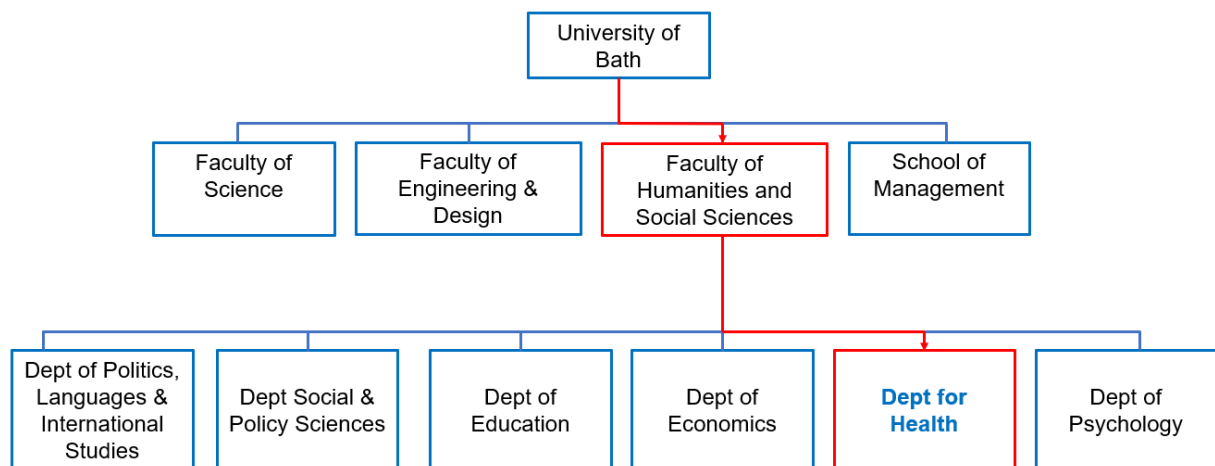 University of
Bath
Faculty of
Science
Faculty of
Engineering &
Design
Faculty of
Humanities and
Social Sciences
School of
Management
Dept of Politics,
Languages &
International
Studies
Dept Social &
Policy Sciences
Dept of
Education
Dept of
Economics
Dept for
Health
Dept of
Psychology